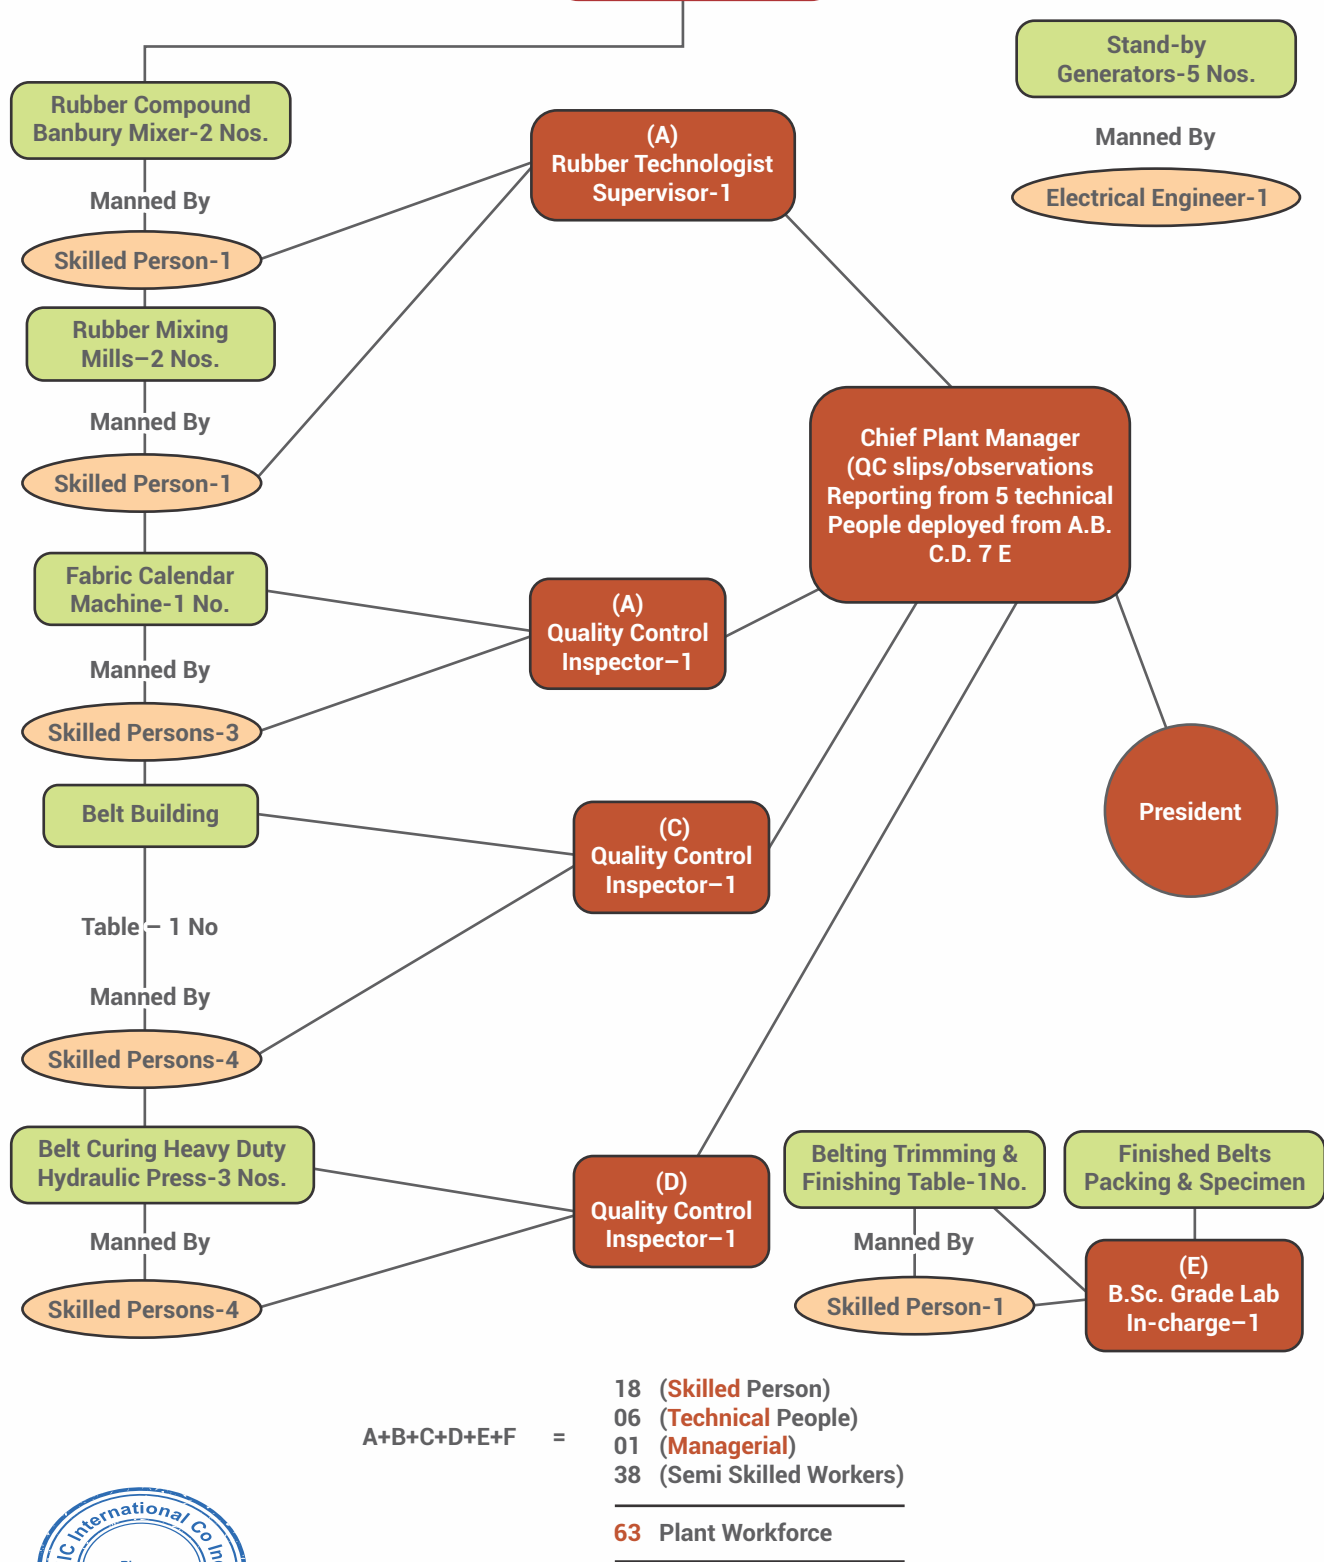 Stand-by
Generators-5 Nos.
Manned By
Electrical Engineer-1
Rubber Compound
Banbury Mixer-2 Nos.
Manned By
Skilled Person-1
Rubber Mixing
Mills–2 Nos.
Manned By
Skilled Person-1
Fabric Calendar
Machine-1 No.
Manned By
Skilled Persons-3
Belt Building
Table – 1 No
Manned By
Skilled Persons-4
Belt Curing Heavy Duty
Hydraulic Press-3 Nos.
Manned By
Skilled Persons-4
(A)
Rubber Technologist
Supervisor-1
Chief Plant Manager
(QC slips/observations
Reporting from 5 technical
People deployed from A.B.
C.D. 7 E
(A)
Quality Control
Inspector–1
(C)
Quality Control
Inspector–1
(D)
Quality Control
Inspector–1
President
Belting Trimming &
Finishing Table-1No.
Manned By
Skilled Person-1
Finished Belts
Packing & Specimen
(E)
B.Sc. Grade Lab
In-charge–1
A+B+C+D+E+F =
18 (Skilled Person)
06 (Technical People)
01 (Managerial)
38 (Semi Skilled Workers)
63 Plant Workforce
IC International Co Inc